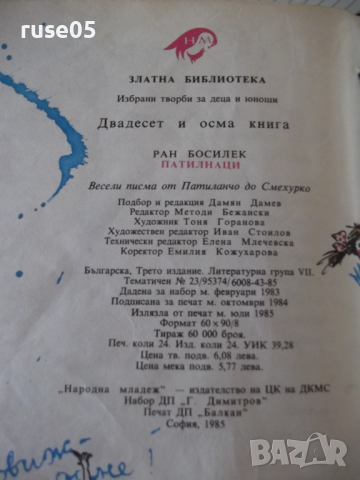 ruse05
НМ
ЗЛАТНА БИБЛИОТЕКА
Избрани творби за деца и юноши
Двадесет и осма книга
РАН БОСИЛЕК
ПАТИЛАНЦИ
Весели писма от Патиланчо до Смехурко
Подбор и редакция Дамян Дамев
Редактор Методи Бежански
Художник Тоня Горанова
Художествен редактор Иван Стоилов
Технически редактор Елена Млечевска
Коректор Емилия Кожухарова
Българска, Трето издание. Литературна група VII.
Тематичен № 23/95374/6008-43-85
Дадена за набор м. февруари 1983
Подписана за печат м. октомври 1984
Излязла от печат м. юли 1985
Формат 60×90/8
Тираж 60 000 броя.
Печ. коли 24. Изд. коли 24. УИК 39,28
Цена тв. подв. 6,08 лева.
Цена мека подв. 5,77 лева.
„Народна младеж" — издателство на ЦК на ДКМС
Набор ДП „Г. Димитров"
Печат ДП „Балкан"
София, 1985
BAZAR